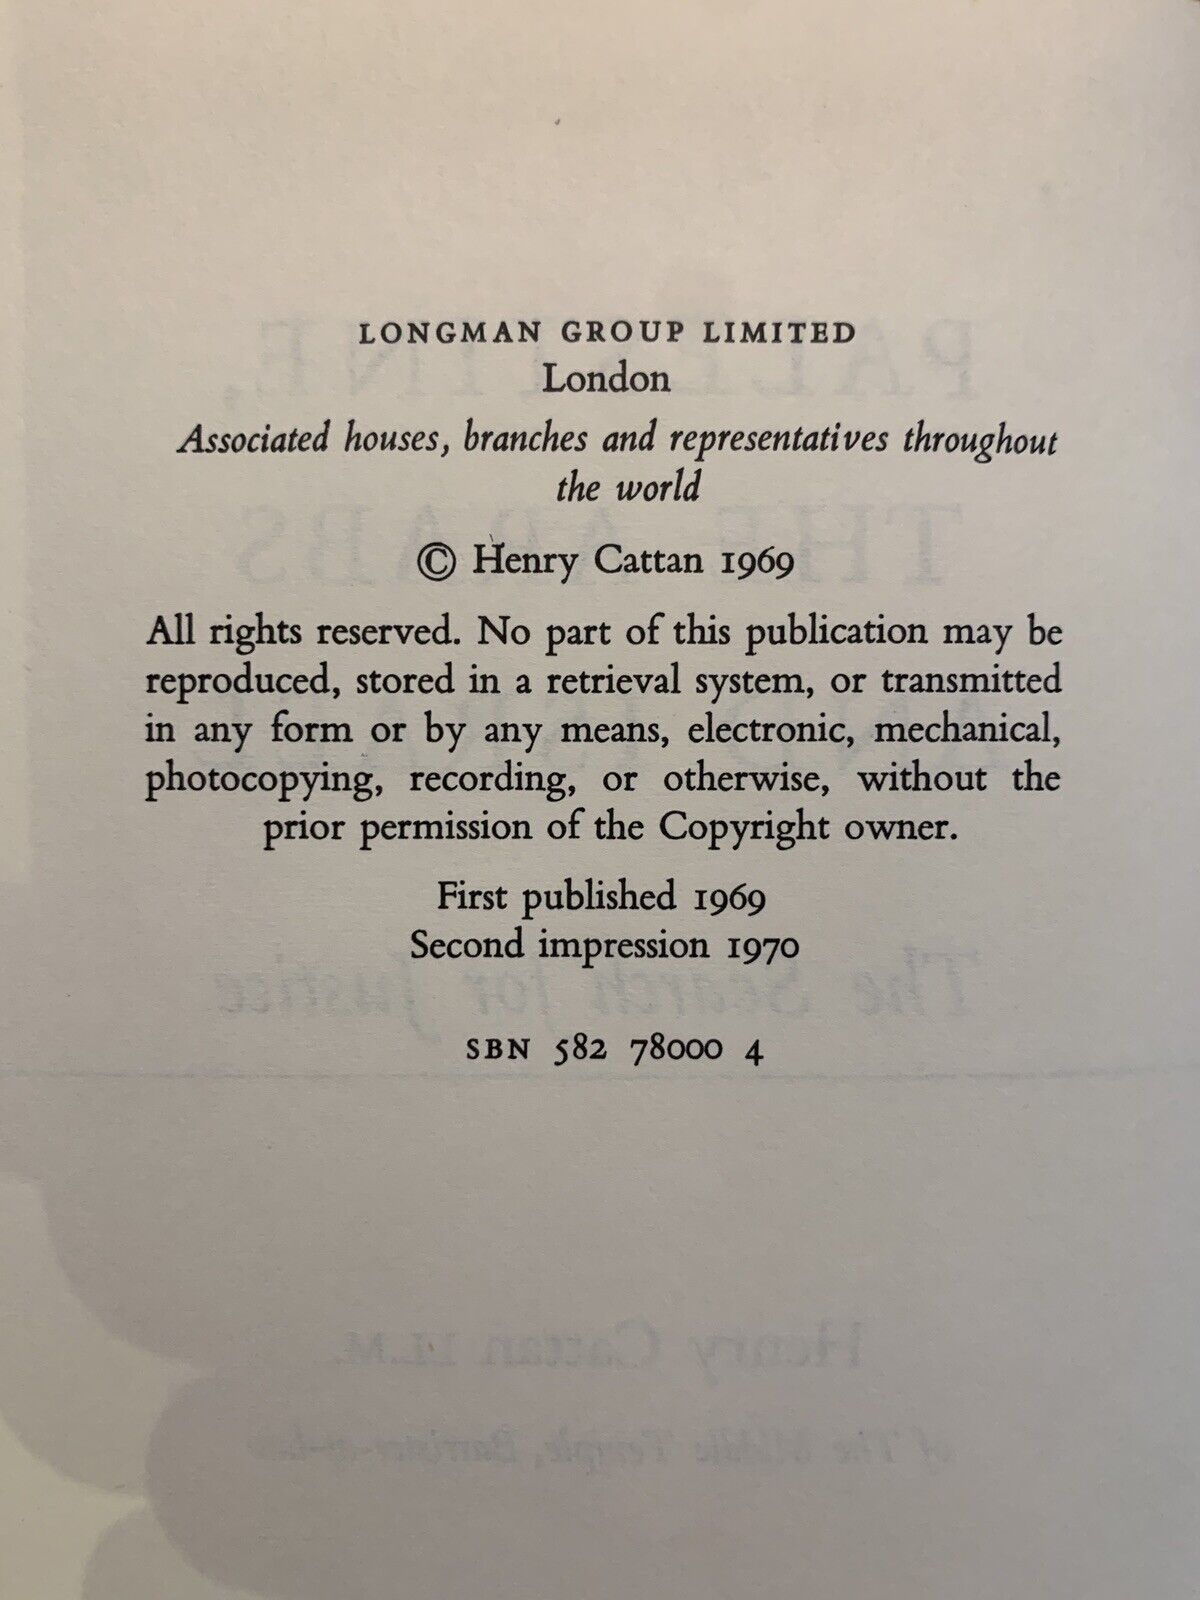 LONGMAN GROUP LIMITED
London
Associated houses, branches and representatives throughout
the world
© Henry Cattan 1969
All rights reserved. No part of this publication may be
reproduced, stored in a retrieval system, or transmitted
in any form or by any means, electronic, mechanical,
photocopying, recording, or otherwise, without the
prior permission of the Copyright owner.
First published 1969
Second impression 1970
SBN 582 78000 4